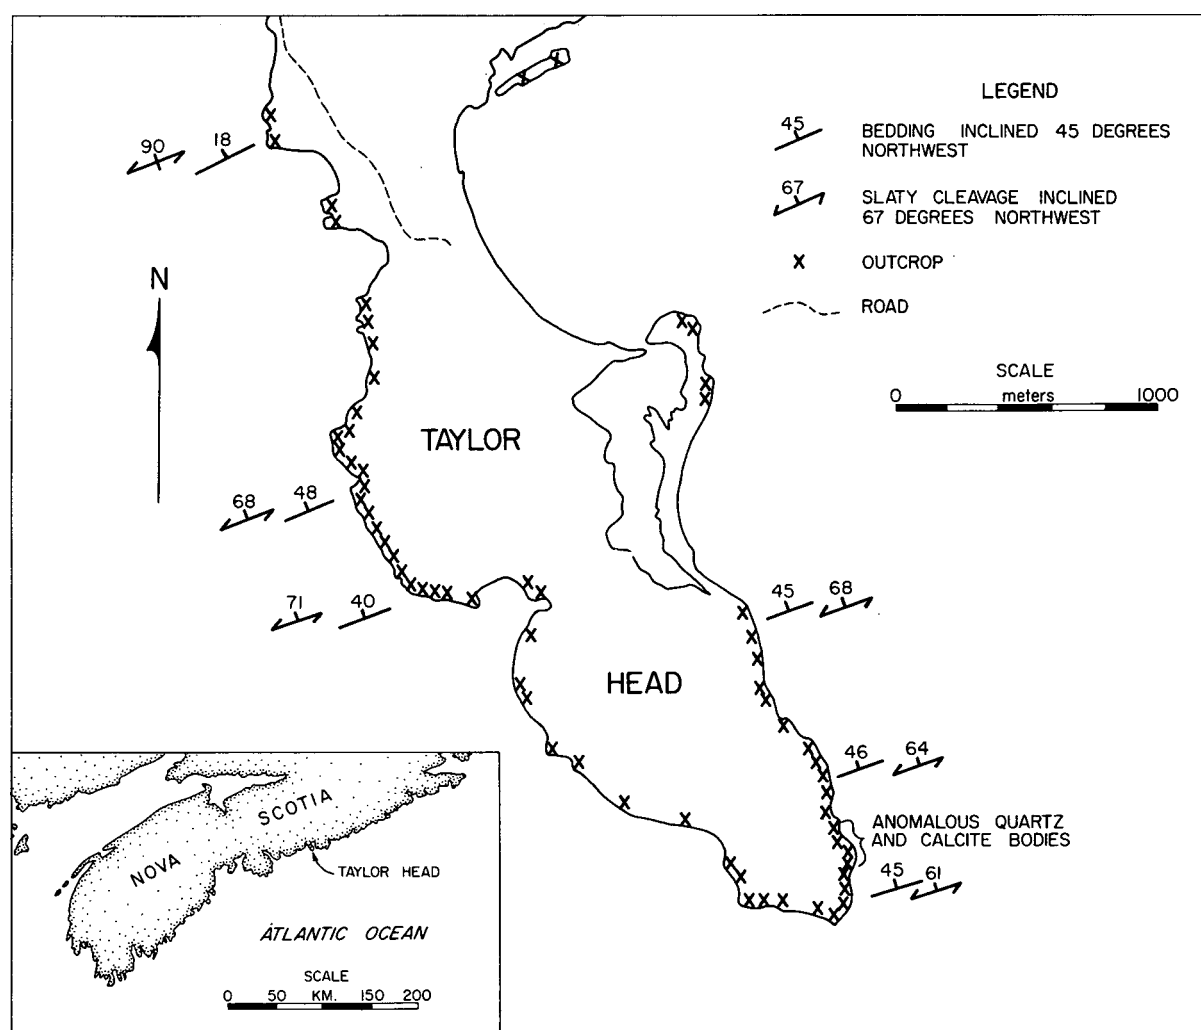 LEGEND
45
BEDDING INCLINED 45 DEGREES
NORTHWEST
67
SLATY CLEAVAGE INCLINED
67 DEGREES NORTHWEST
X OUTCROP
ROAD
SCALE
0 meters 1000
90 18
N
TAYLOR
68 48
71 40
45 68
HEAD
46 64
ANOMALOUS QUARTZ
AND CALCITE BODIES
45 61
NOVA SCOTIA
TAYLOR HEAD
ATLANTIC OCEAN
SCALE
0 50 KM. 150 200